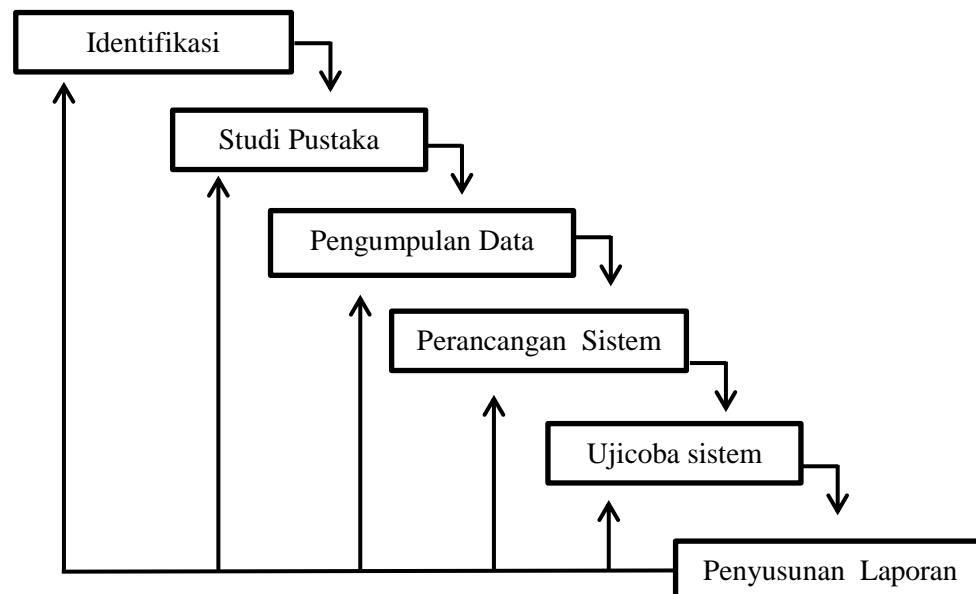 Identifikasi
Studi Pustaka
Pengumpulan Data
Perancangan  Sistem
Ujicoba sistem
Penyusunan  Laporan